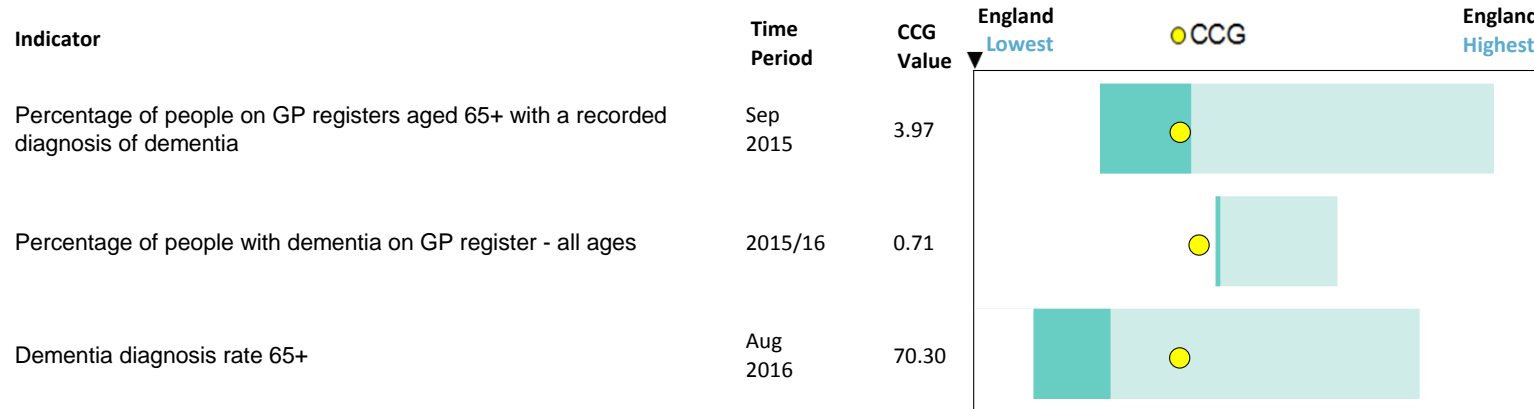 Indicator
Time
Period
CCG
Value
England
Lowest
CCG
England
Highest
Percentage of people on GP registers aged 65+ with a recorded
diagnosis of dementia
Sep
2015
3.97
Percentage of people with dementia on GP register - all ages
2015/16
0.71
Dementia diagnosis rate 65+
Aug
2016
70.30